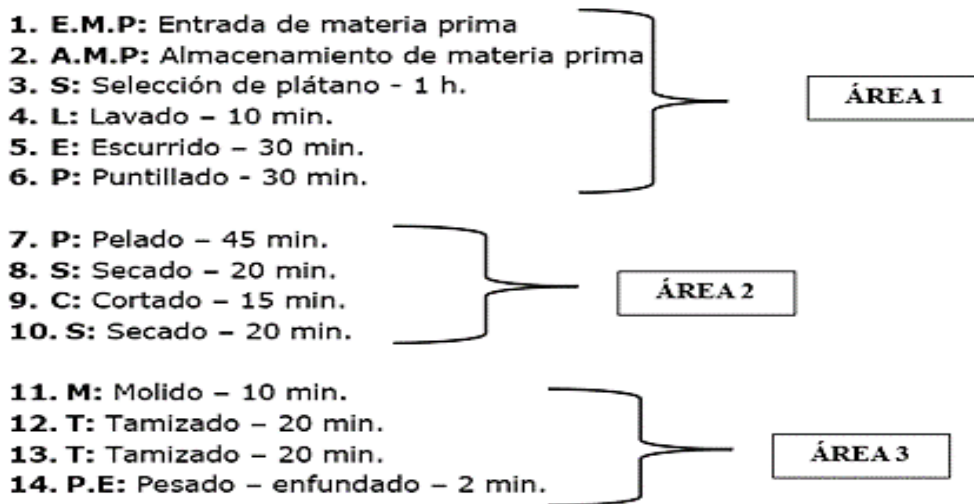 1. E.M.P: Entrada de materia prima
2. A.M.P: Almacenamiento de materia prima
3. S: Selección de plátano - 1 h.
4. L: Lavado – 10 min.
5. E: Escurrido – 30 min.
6. P: Puntillado - 30 min.
ÁREA 1
7. P: Pelado – 45 min.
8. S: Secado – 20 min.
9. C: Cortado – 15 min.
10. S: Secado – 20 min.
ÁREA 2
11. M: Molido – 10 min.
12. T: Tamizado – 20 min.
13. T: Tamizado – 20 min.
14. P.E: Pesado – enfundado – 2 min.
ÁREA 3